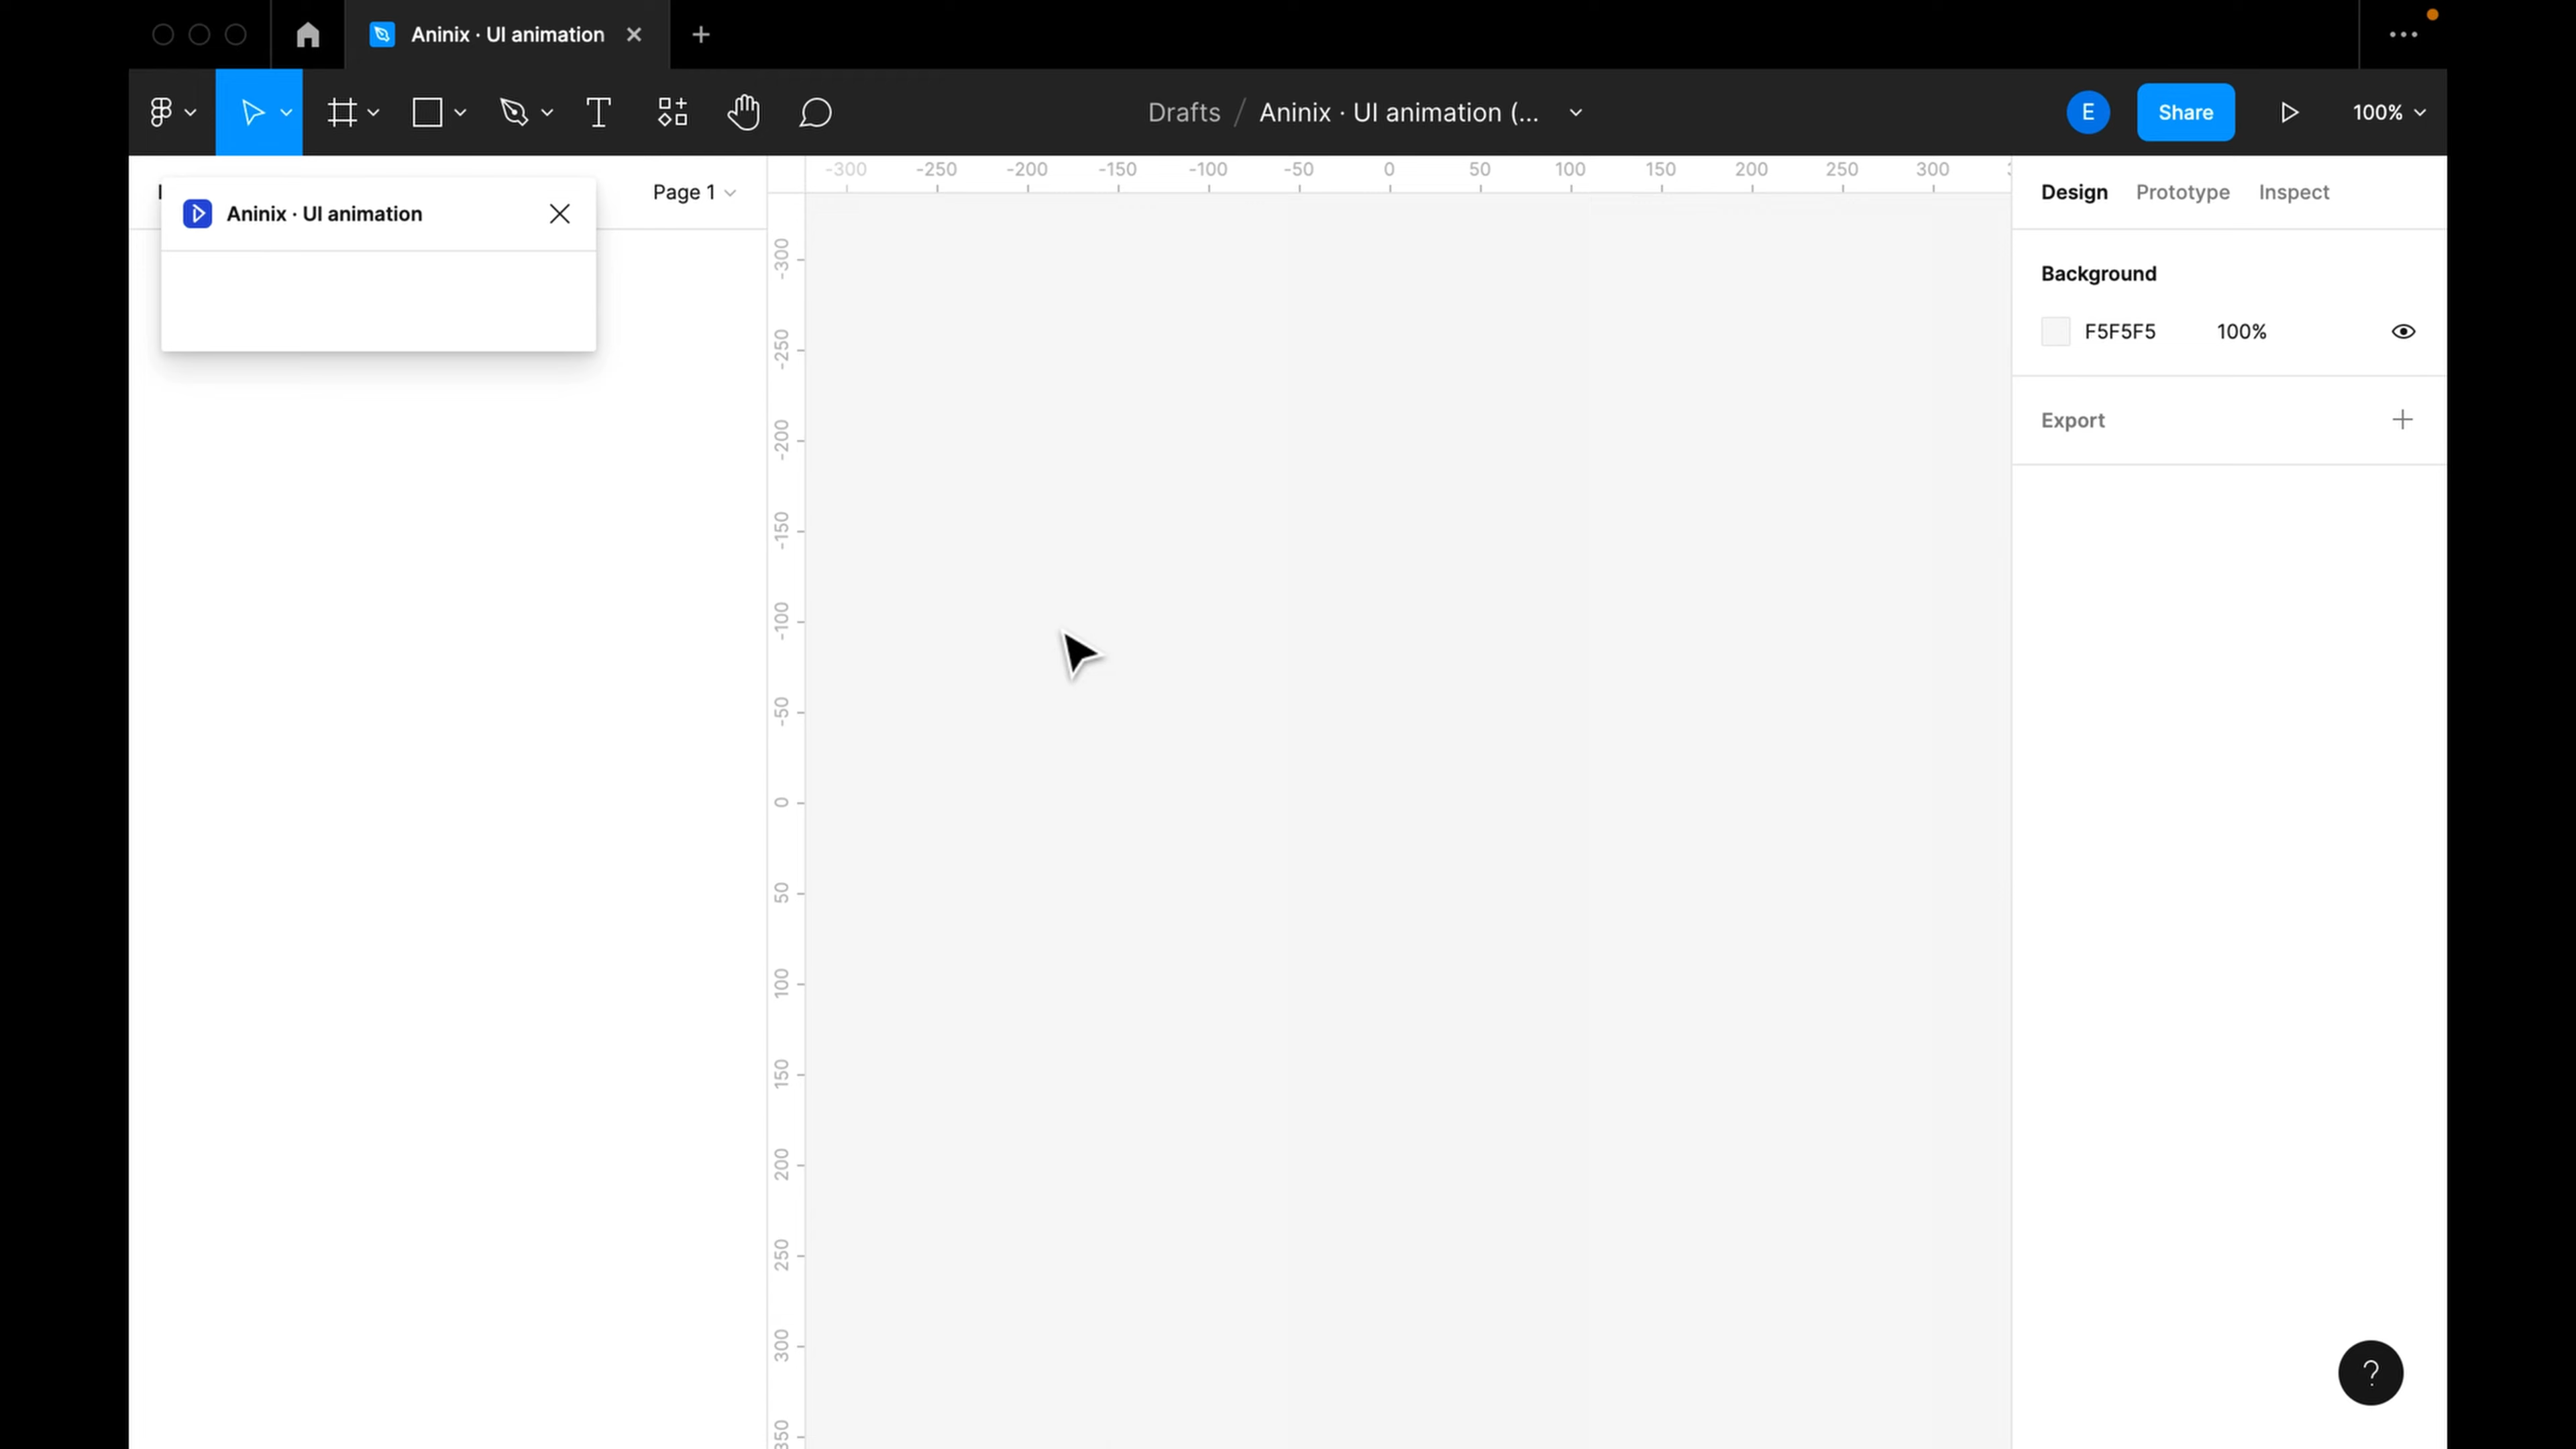 Aninix · UI animation
Drafts / Aninix · UI animation (...
E
Share
100%
Page 1
Aninix · UI animation
-300 -250 -200 -150 -100 -50 0 50 100 150 200 250 300
-300
-250
-200
-150
-100
-50
0
50
100
150
200
250
300
350
Design Prototype Inspect
Background
F5F5F5 100%
Export
?